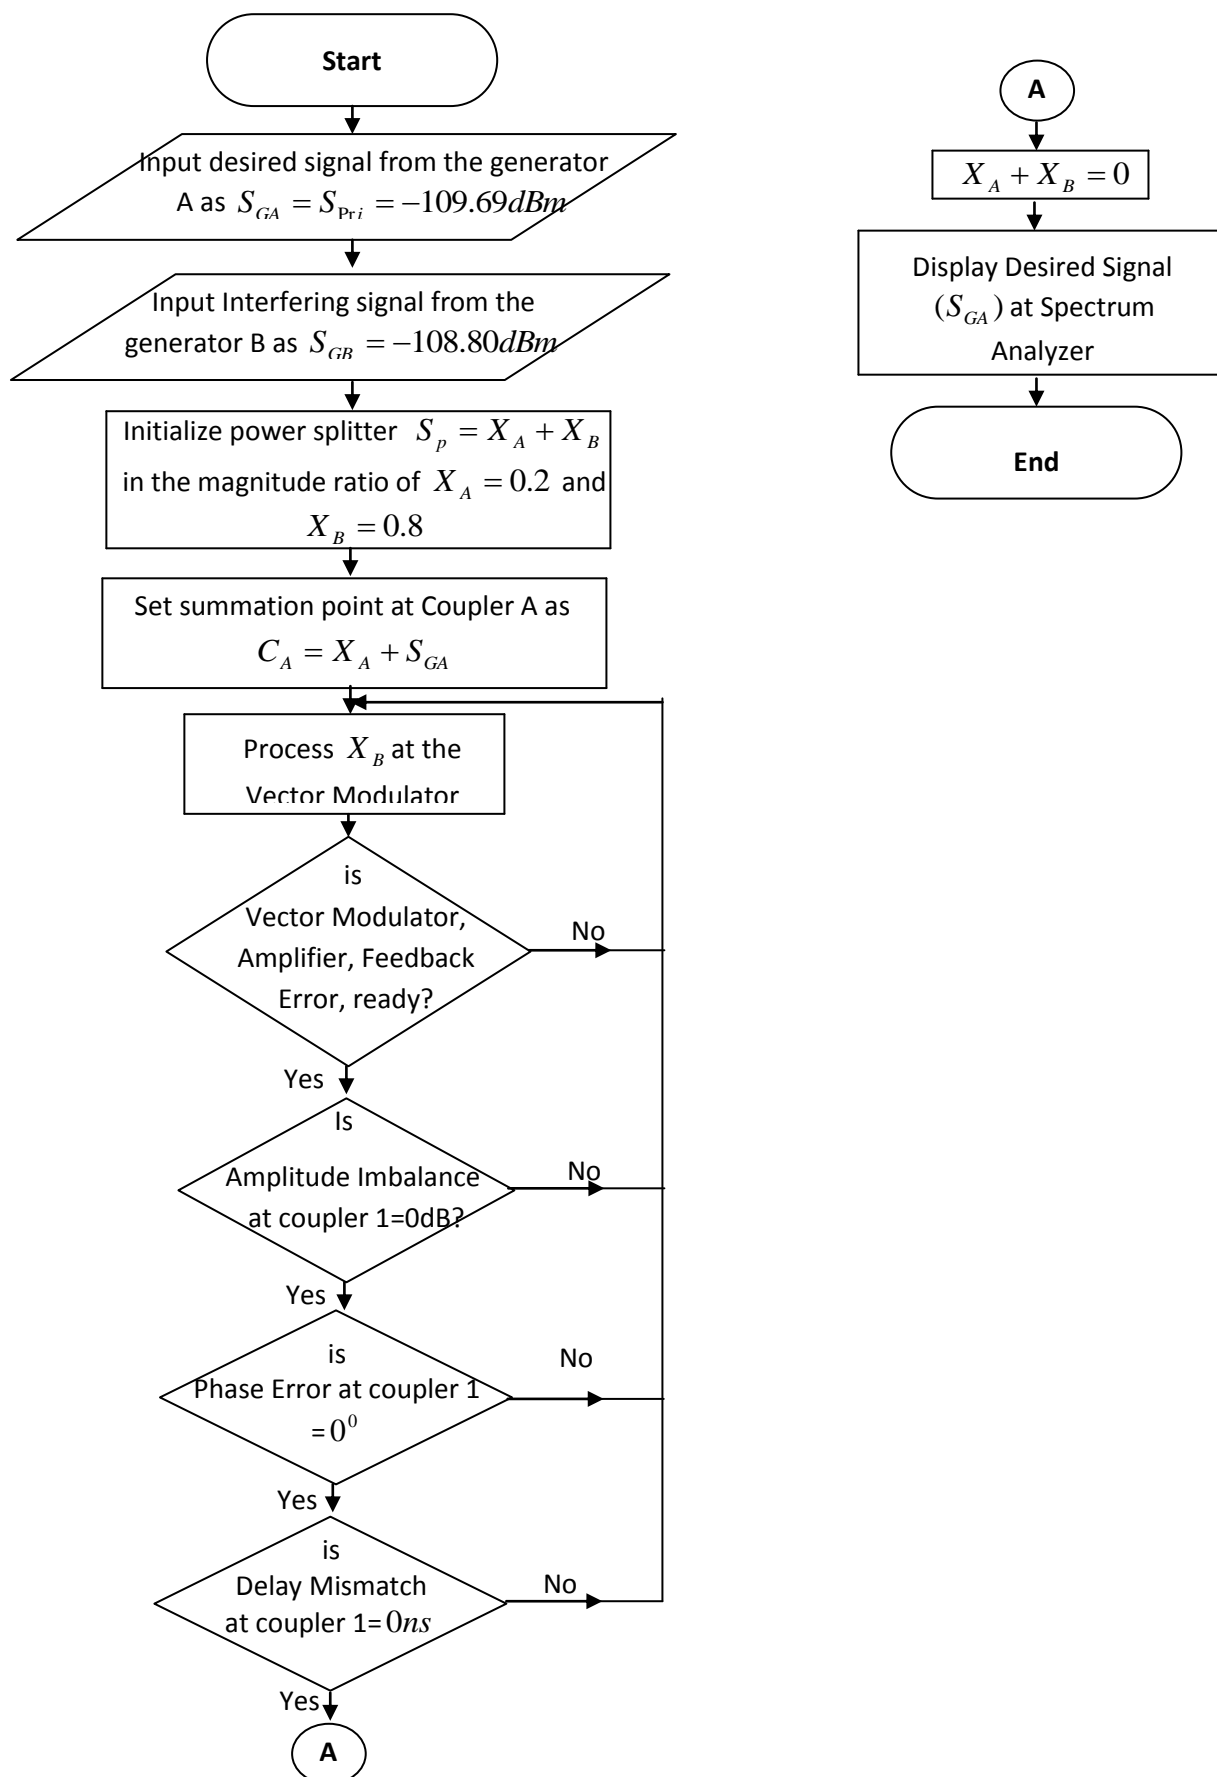 Start
Input desired signal from the generator
A as S_GA = S_Pri = −109.69dBm
Input Interfering signal from the
generator B as S_GB = −108.80dBm
Initialize power splitter S_p = X_A + X_B
in the magnitude ratio of X_A = 0.2 and
X_B = 0.8
Set summation point at Coupler A as
C_A = X_A + S_GA
Process X_B at the
Vector Modulator
is
Vector Modulator,
Amplifier, Feedback
Error, ready?
No
Yes
Is
Amplitude Imbalance
at coupler 1=0dB?
No
Yes
is
Phase Error at coupler 1
=0⁰
No
Yes
is
Delay Mismatch
at coupler 1=0ns
No
Yes
A
A
X_A + X_B = 0
Display Desired Signal
(S_GA) at Spectrum
Analyzer
End